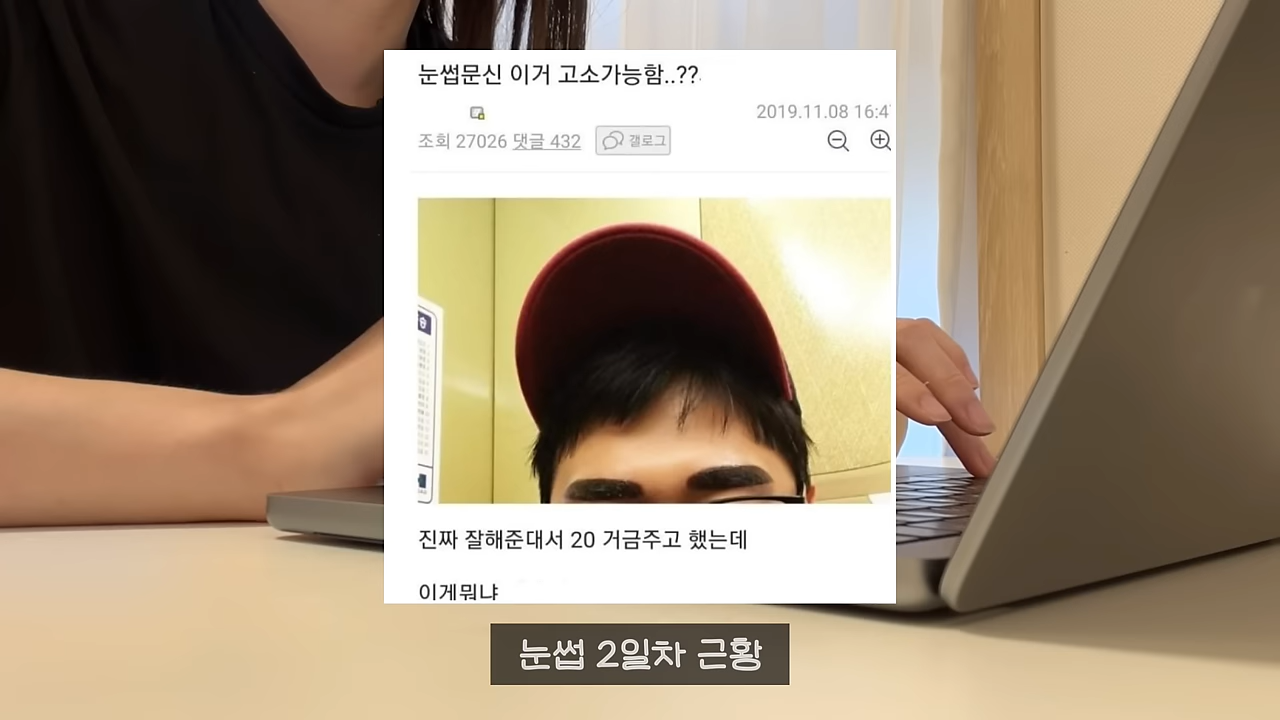 눈썹문신 이거 고소가능함..??
2019.11.08 16:4
조회 27026 댓글 432 갤로그
진짜 잘해준대서 20 거금주고 했는데
이게뭐냐
눈썹 2일차 근황